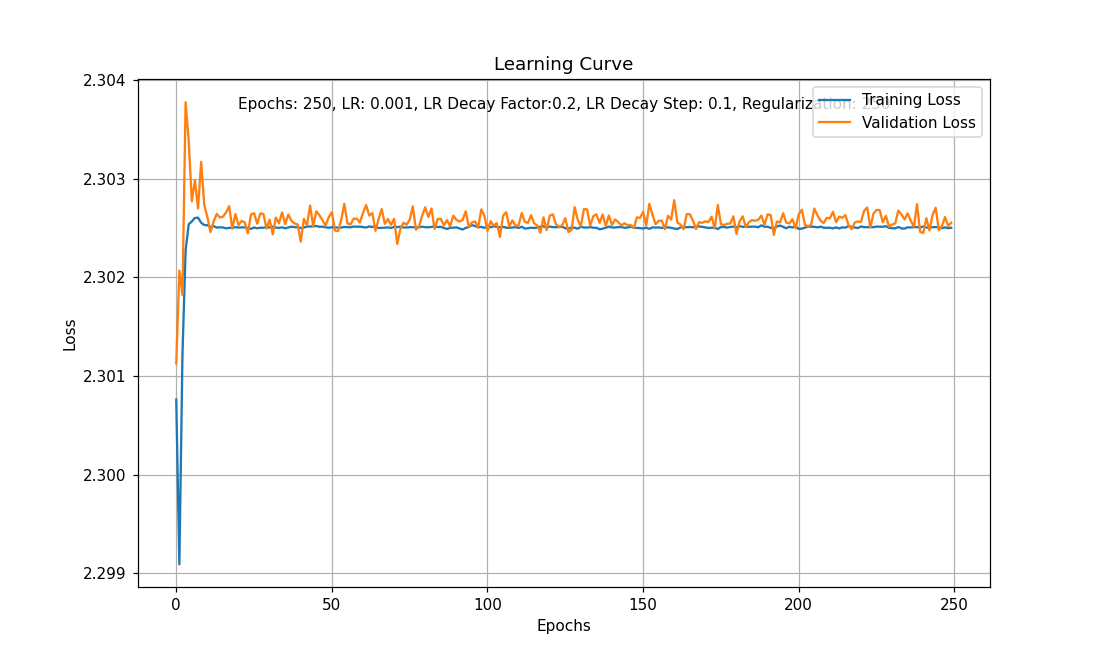 Learning Curve
Epochs: 250, LR: 0.001, LR Decay Factor:0.2, LR Decay Step: 0.1, Regularization:
Training Loss
Validation Loss
2.304
2.303
2.302
2.301
2.300
2.299
Loss
0 50 100 150 200 250
Epochs